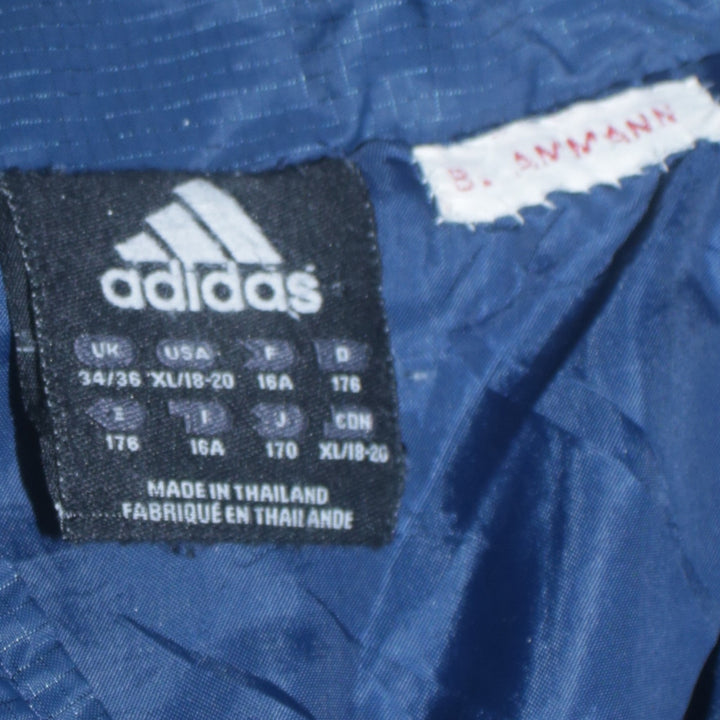 B. AMMANN
adidas
UK USA F D
34/36 XL/18-20 16A 176
E I J CDN
176 16A 170 XL/18-20
MADE IN THAILAND
FABRIQUÉ EN THAILANDE